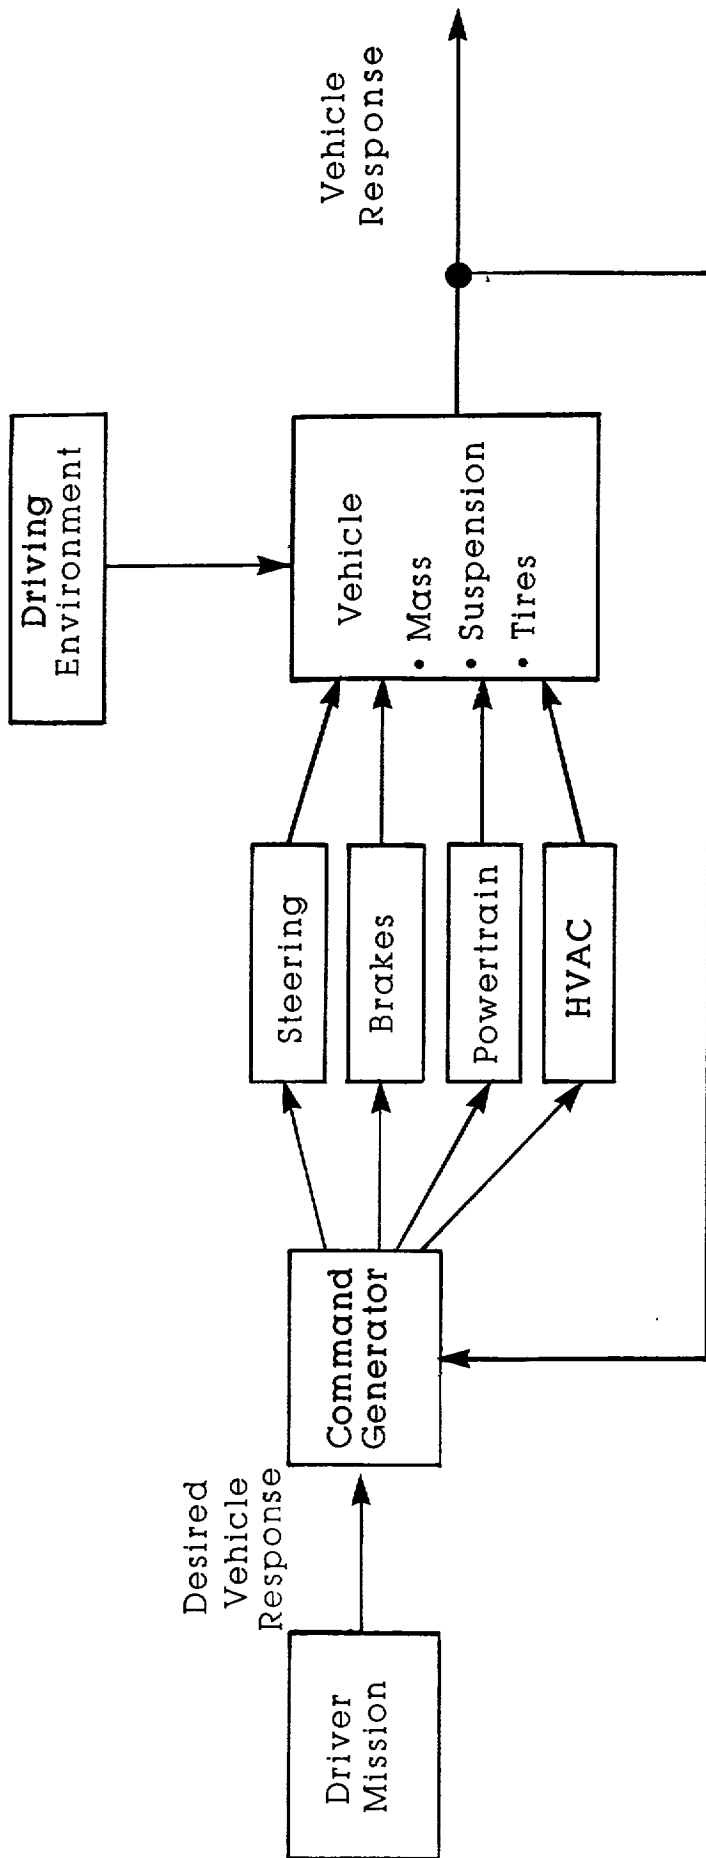 Driver
Mission
Desired
Vehicle
Response
Command
Generator
Steering
Brakes
Powertrain
HVAC
Driving
Environment
Vehicle
• Mass
• Suspension
• Tires
Vehicle
Response